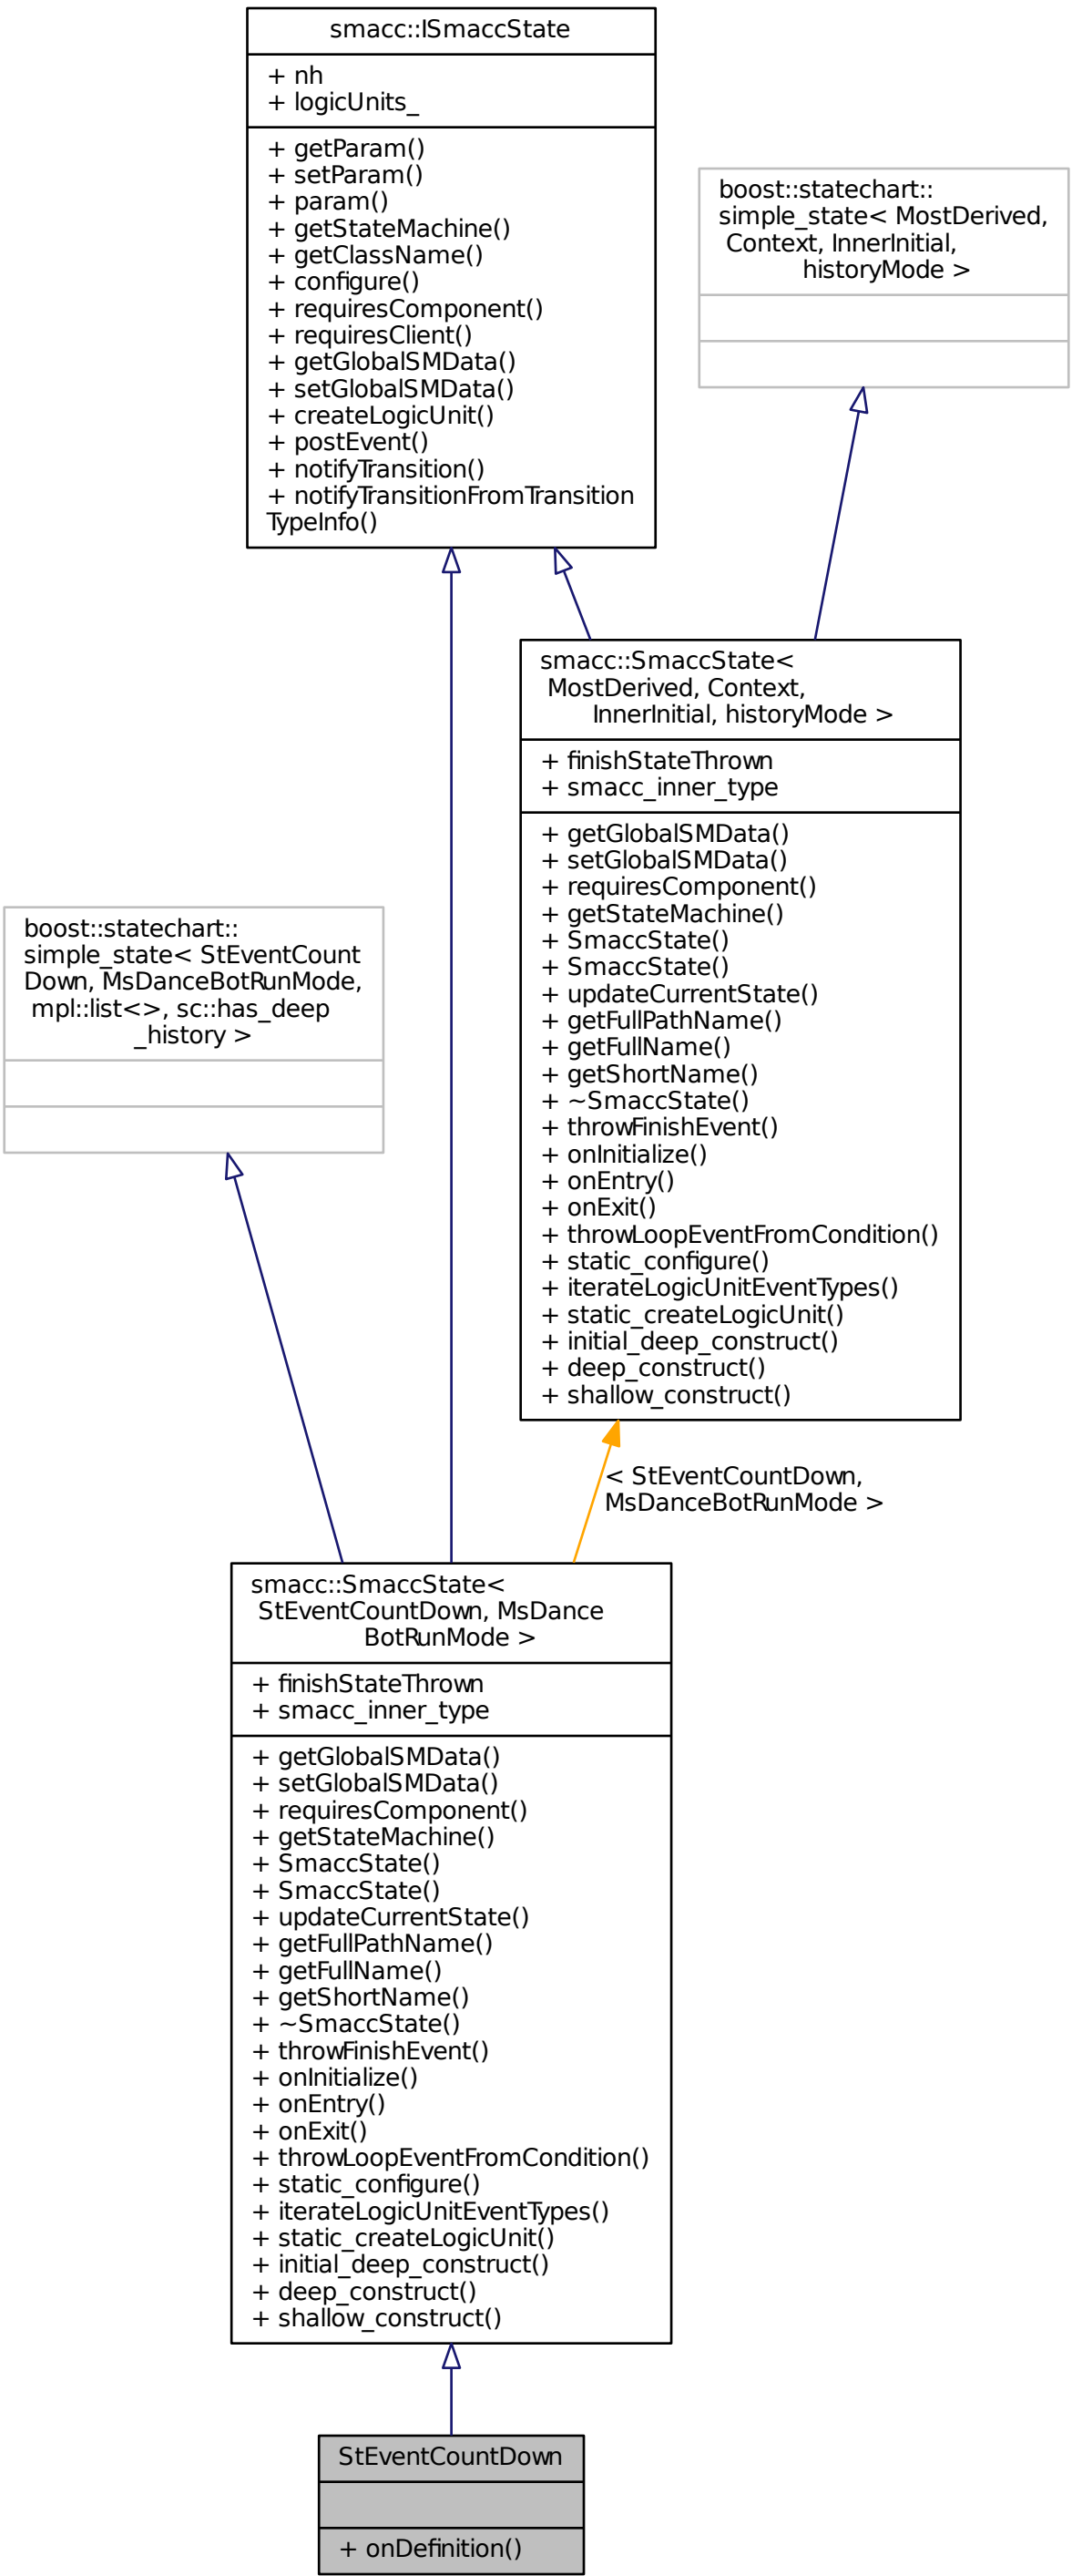 smacc::ISmaccState
+ nh
+ logicUnits_
+ getParam()
+ setParam()
+ param()
+ getStateMachine()
+ getClassName()
+ configure()
+ requiresComponent()
+ requiresClient()
+ getGlobalSMData()
+ setGlobalSMData()
+ createLogicUnit()
+ postEvent()
+ notifyTransition()
+ notifyTransitionFromTransition
TypeInfo()
boost::statechart::
simple_state< MostDerived,
Context, InnerInitial,
historyMode >
smacc::SmaccState<
MostDerived, Context,
InnerInitial, historyMode >
+ finishStateThrown
+ smacc_inner_type
+ getGlobalSMData()
+ setGlobalSMData()
+ requiresComponent()
+ getStateMachine()
+ SmaccState()
+ SmaccState()
+ updateCurrentState()
+ getFullPathName()
+ getFullName()
+ getShortName()
+ ~SmaccState()
+ throwFinishEvent()
+ onInitialize()
+ onEntry()
+ onExit()
+ throwLoopEventFromCondition()
+ static_configure()
+ iterateLogicUnitEventTypes()
+ static_createLogicUnit()
+ initial_deep_construct()
+ deep_construct()
+ shallow_construct()
boost::statechart::
simple_state< StEventCount
Down, MsDanceBotRunMode,
mpl::list<>, sc::has_deep
_history >
< StEventCountDown,
MsDanceBotRunMode >
smacc::SmaccState<
StEventCountDown, MsDance
BotRunMode >
+ finishStateThrown
+ smacc_inner_type
+ getGlobalSMData()
+ setGlobalSMData()
+ requiresComponent()
+ getStateMachine()
+ SmaccState()
+ SmaccState()
+ updateCurrentState()
+ getFullPathName()
+ getFullName()
+ getShortName()
+ ~SmaccState()
+ throwFinishEvent()
+ onInitialize()
+ onEntry()
+ onExit()
+ throwLoopEventFromCondition()
+ static_configure()
+ iterateLogicUnitEventTypes()
+ static_createLogicUnit()
+ initial_deep_construct()
+ deep_construct()
+ shallow_construct()
StEventCountDown
+ onDefinition()